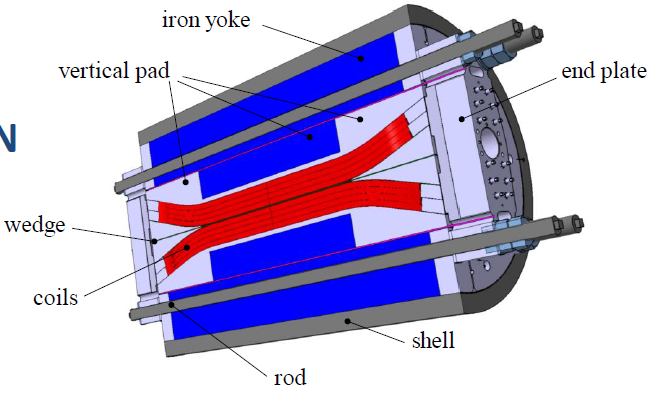 iron yoke
vertical pad
end plate
N
wedge
coils
shell
rod